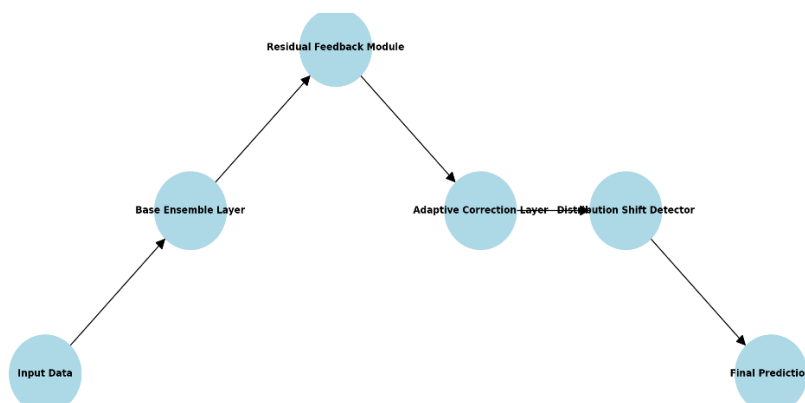 Residual Feedback Module
Base Ensemble Layer
Adaptive Correction Layer
Distribution Shift Detector
Input Data
Final Predictio